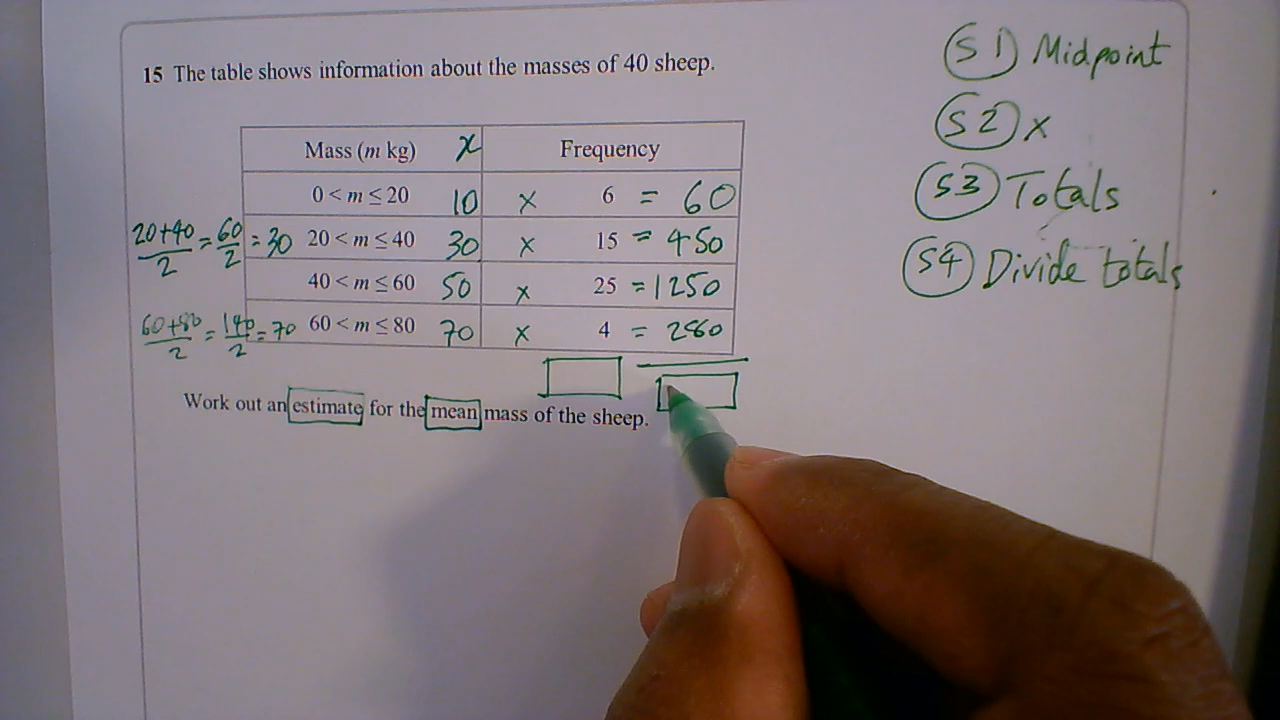 15 The table shows information about the masses of 40 sheep.
S1 Midpoint
S2 x
S3 Totals
S4 Divide totals
Mass (m kg) x Frequency
0 < m ≤ 20 10 x 6 = 60
20+40/2 = 60/2 = 30 20 < m ≤ 40 30 x 15 = 450
40 < m ≤ 60 50 x 25 = 1250
60+80/2 = 140/2 = 70 60 < m ≤ 80 70 x 4 = 280
Work out an estimate for the mean mass of the sheep.